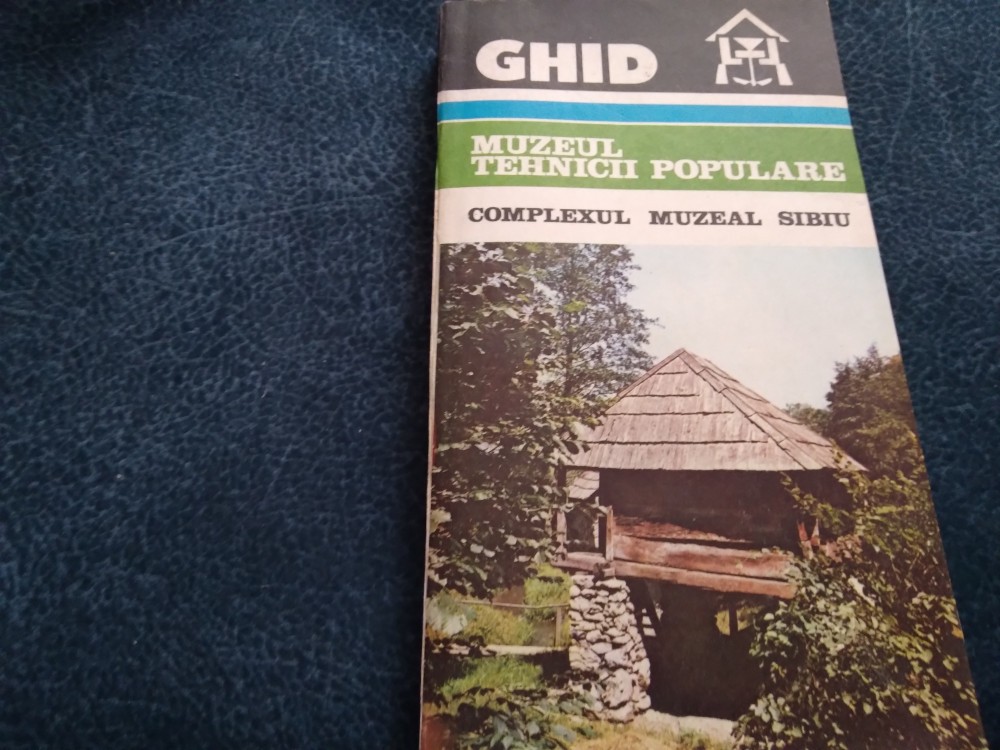 GHID
MUZEUL
TEHNICII POPULARE
COMPLEXUL MUZEAL SIBIU